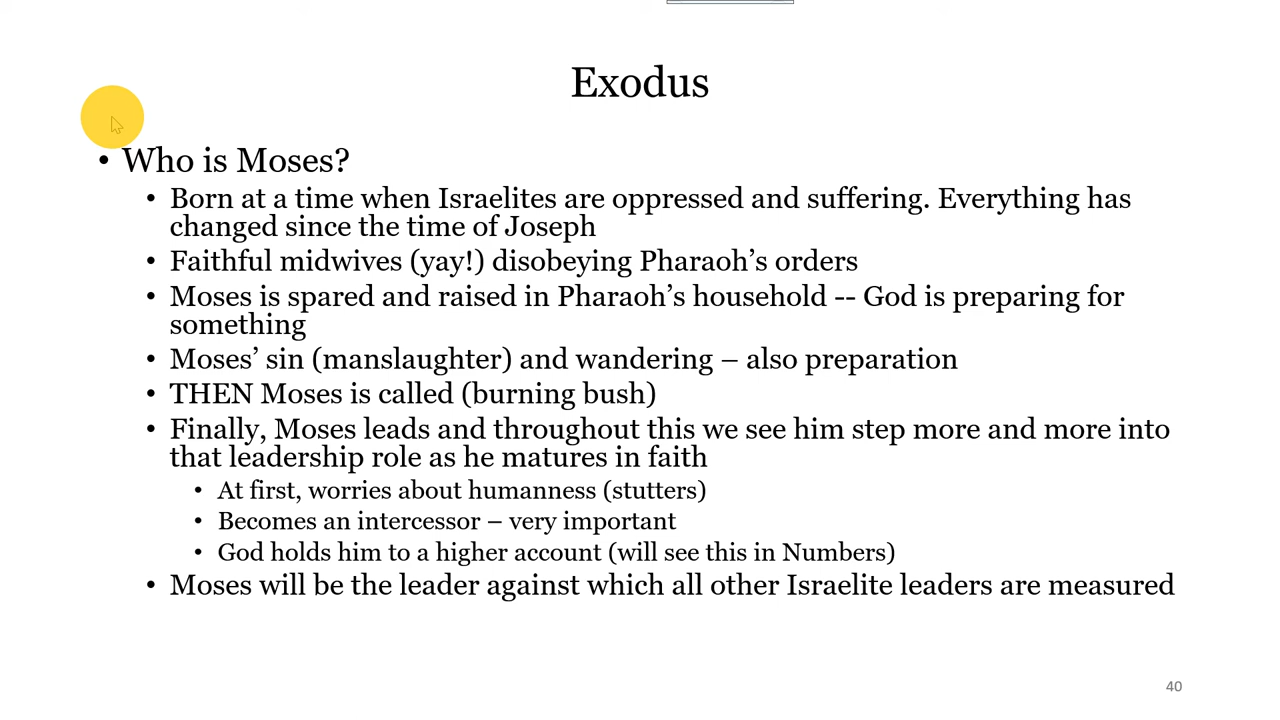 Exodus
• Who is Moses?
• Born at a time when Israelites are oppressed and suffering. Everything has
changed since the time of Joseph
• Faithful midwives (yay!) disobeying Pharaoh’s orders
• Moses is spared and raised in Pharaoh’s household -- God is preparing for
something
• Moses’ sin (manslaughter) and wandering – also preparation
• THEN Moses is called (burning bush)
• Finally, Moses leads and throughout this we see him step more and more into
that leadership role as he matures in faith
• At first, worries about humanness (stutters)
• Becomes an intercessor – very important
• God holds him to a higher account (will see this in Numbers)
• Moses will be the leader against which all other Israelite leaders are measured
40